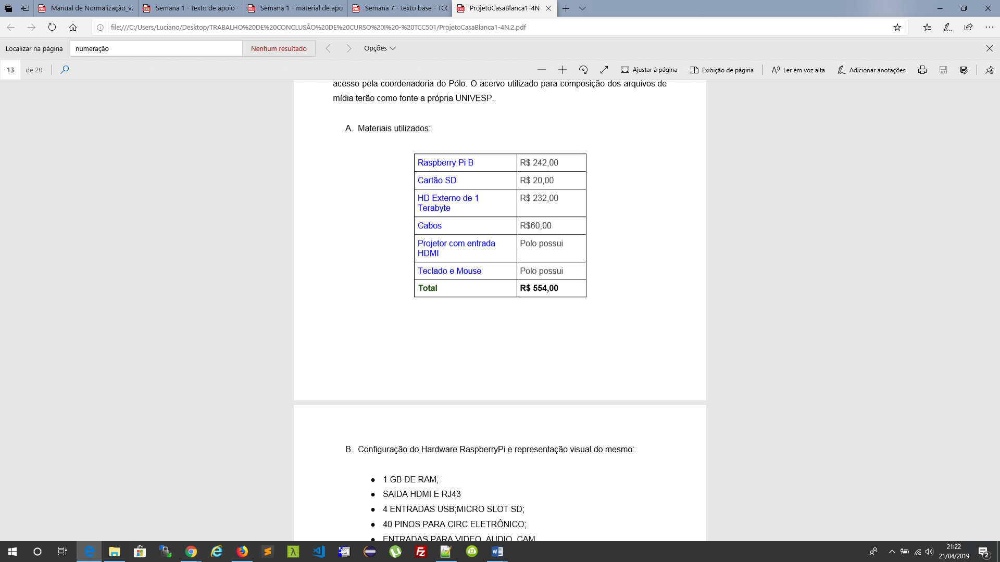 Manual de Normalização_v2
Semana 1 - texto de apoio -
Semana 1 - material de apo
Semana 7 - texto base - TCC
ProjetoCasaBlanca1-4N
file:///C:/Users/Luciano/Desktop/TRABALHO%20DE%20CONCLUSÃO%20DE%20CURSO%20I%20-%20TCC501/ProjetoCasaBlanca1-4N.2.pdf
Localizar na página
numeração
Nenhum resultado
Opções
13 de 20
Ajustar à página
Exibição de página
Ler em voz alta
Adicionar anotações
acesso pela coordenadoria do Pólo. O acervo utilizado para composição dos arquivos de
mídia terão como fonte a própria UNIVESP.
A. Materiais utilizados:
Raspberry Pi B R$ 242,00
Cartão SD R$ 20,00
HD Externo de 1 R$ 232,00
Terabyte
Cabos R$60,00
Projetor com entrada Polo possui
HDMI
Teclado e Mouse Polo possui
Total R$ 554,00
B. Configuração do Hardware RaspberryPi e representação visual do mesmo:
● 1 GB DE RAM;
● SAIDA HDMI E RJ43
● 4 ENTRADAS USB;MICRO SLOT SD;
● 40 PINOS PARA CIRC ELETRÔNICO;
● ENTRADAS PARA VIDEO, AUDIO, CAM
21:22
21/04/2019
2